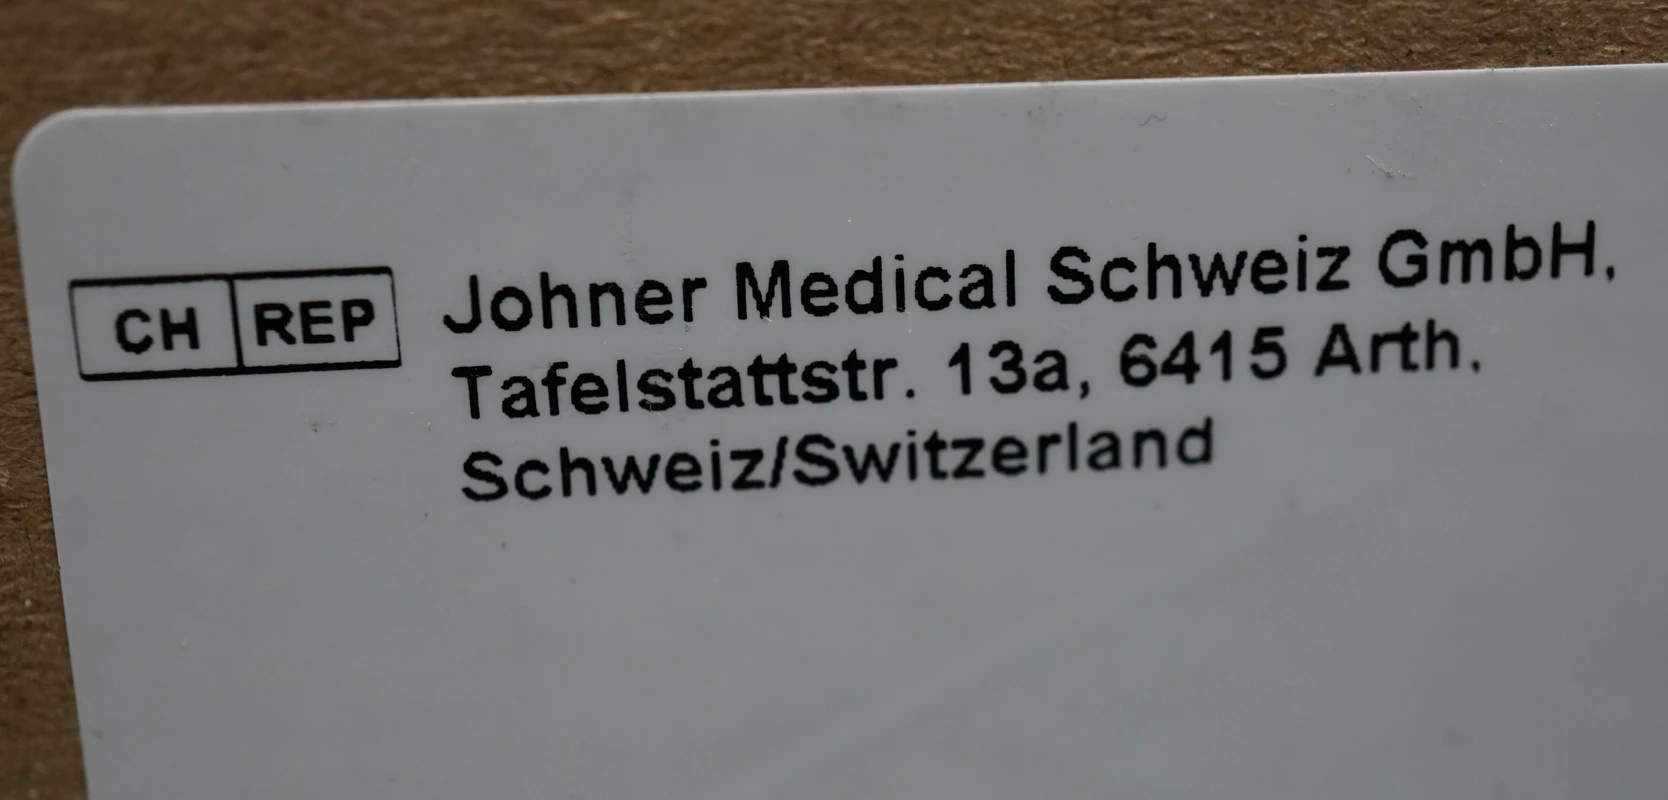 CH REP Johner Medical Schweiz GmbH,
Tafelstattstr. 13a, 6415 Arth,
Schweiz/Switzerland